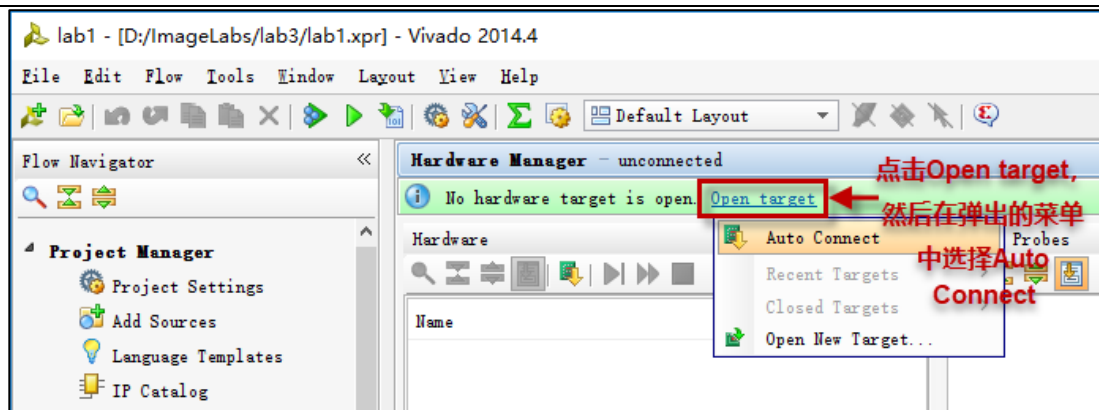 lab1 - [D:/ImageLabs/lab3/lab1.xpr] - Vivado 2014.4
File Edit Flow Tools Window Layout View Help
Default Layout
Flow Navigator
Hardware Manager - unconnected
No hardware target is open. Open target
点击Open target,
然后在弹出的菜单
中选择Auto
Connect
Project Manager
Project Settings
Add Sources
Language Templates
IP Catalog
Hardware
Name
Auto Connect
Recent Targets
Closed Targets
Open New Target...
Probes